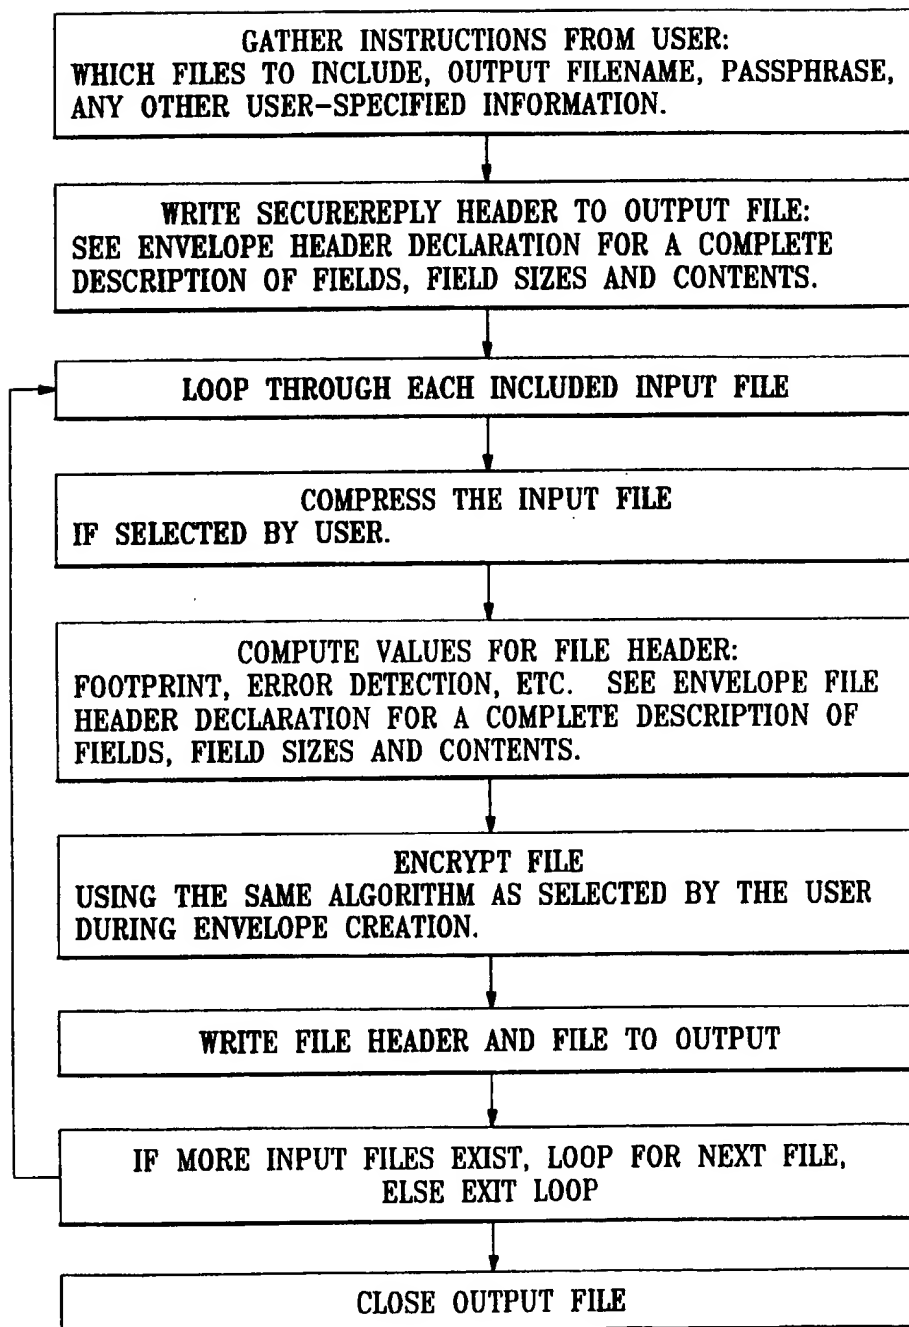 GATHER INSTRUCTIONS FROM USER:
WHICH FILES TO INCLUDE, OUTPUT FILENAME, PASSPHRASE,
ANY OTHER USER-SPECIFIED INFORMATION.
WRITE SECUREREPLY HEADER TO OUTPUT FILE:
SEE ENVELOPE HEADER DECLARATION FOR A COMPLETE
DESCRIPTION OF FIELDS, FIELD SIZES AND CONTENTS.
LOOP THROUGH EACH INCLUDED INPUT FILE
COMPRESS THE INPUT FILE
IF SELECTED BY USER.
COMPUTE VALUES FOR FILE HEADER:
FOOTPRINT, ERROR DETECTION, ETC. SEE ENVELOPE FILE
HEADER DECLARATION FOR A COMPLETE DESCRIPTION OF
FIELDS, FIELD SIZES AND CONTENTS.
ENCRYPT FILE
USING THE SAME ALGORITHM AS SELECTED BY THE USER
DURING ENVELOPE CREATION.
WRITE FILE HEADER AND FILE TO OUTPUT
IF MORE INPUT FILES EXIST, LOOP FOR NEXT FILE,
ELSE EXIT LOOP
CLOSE OUTPUT FILE